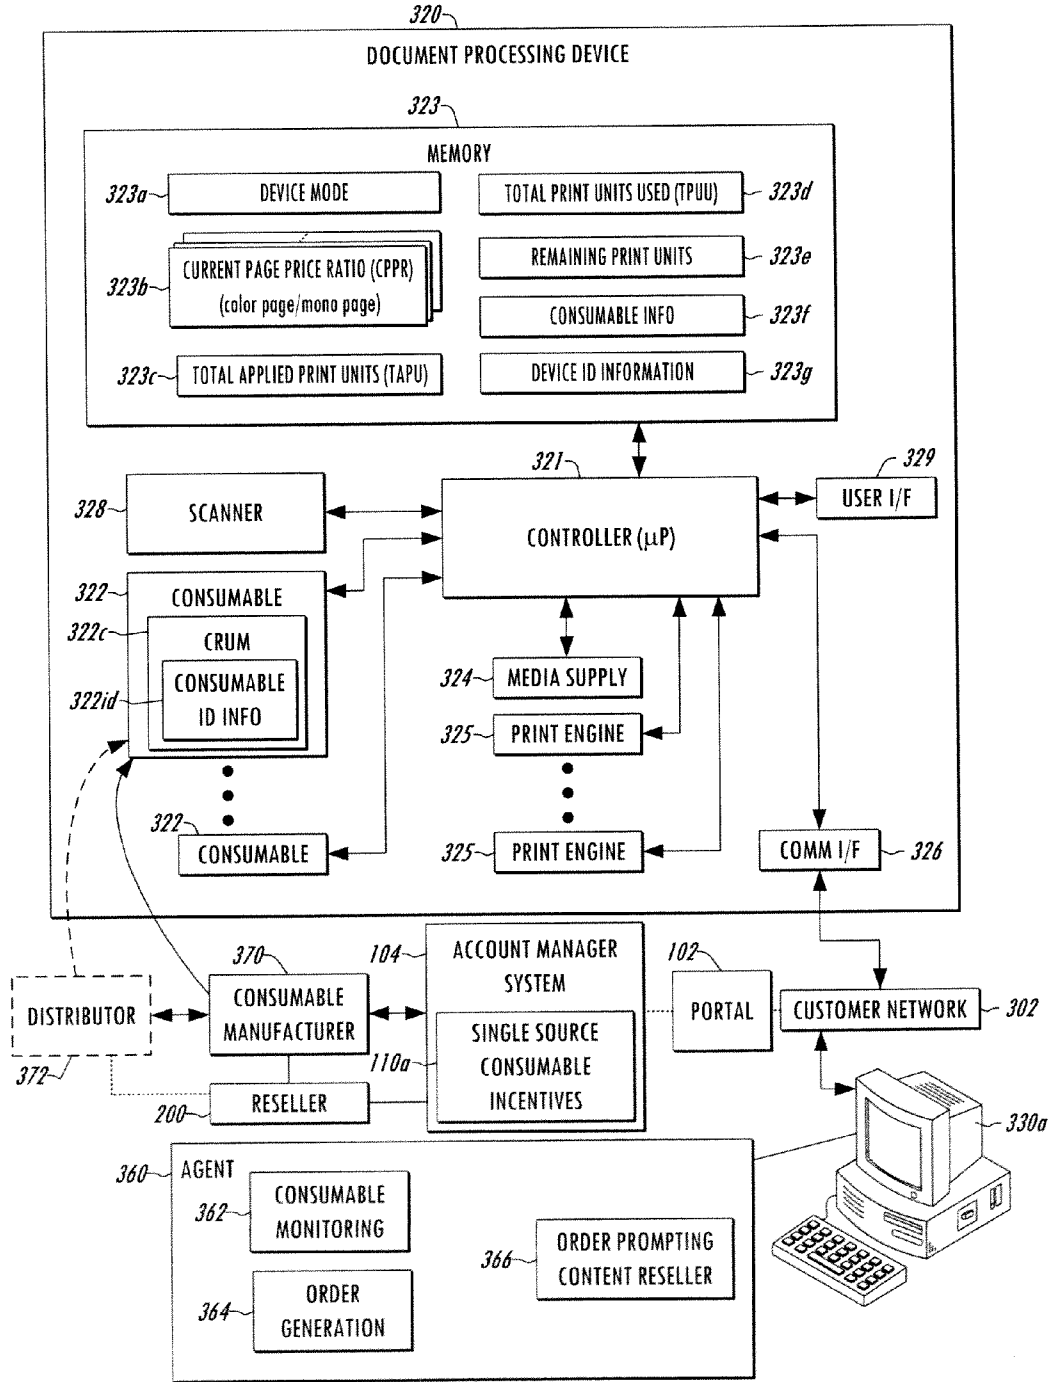 320
DOCUMENT PROCESSING DEVICE
323
MEMORY
323a
DEVICE MODE
TOTAL PRINT UNITS USED (TPUU)
323d
323b
CURRENT PAGE PRICE RATIO (CPPR)
(color page/mono page)
REMAINING PRINT UNITS
323e
CONSUMABLE INFO
323f
323c
TOTAL APPLIED PRINT UNITS (TAPU)
DEVICE ID INFORMATION
323g
321
329
328
SCANNER
CONTROLLER (μP)
USER I/F
322
CONSUMABLE
322c
CRUM
322id
CONSUMABLE
ID INFO
324
MEDIA SUPPLY
325
PRINT ENGINE
322
CONSUMABLE
325
PRINT ENGINE
COMM I/F
326
DISTRIBUTOR
372
370
CONSUMABLE
MANUFACTURER
200
RESELLER
104
ACCOUNT MANAGER
SYSTEM
110a
SINGLE SOURCE
CONSUMABLE
INCENTIVES
102
PORTAL
CUSTOMER NETWORK
302
330a
360
AGENT
362
CONSUMABLE
MONITORING
364
ORDER
GENERATION
366
ORDER PROMPTING
CONTENT RESELLER